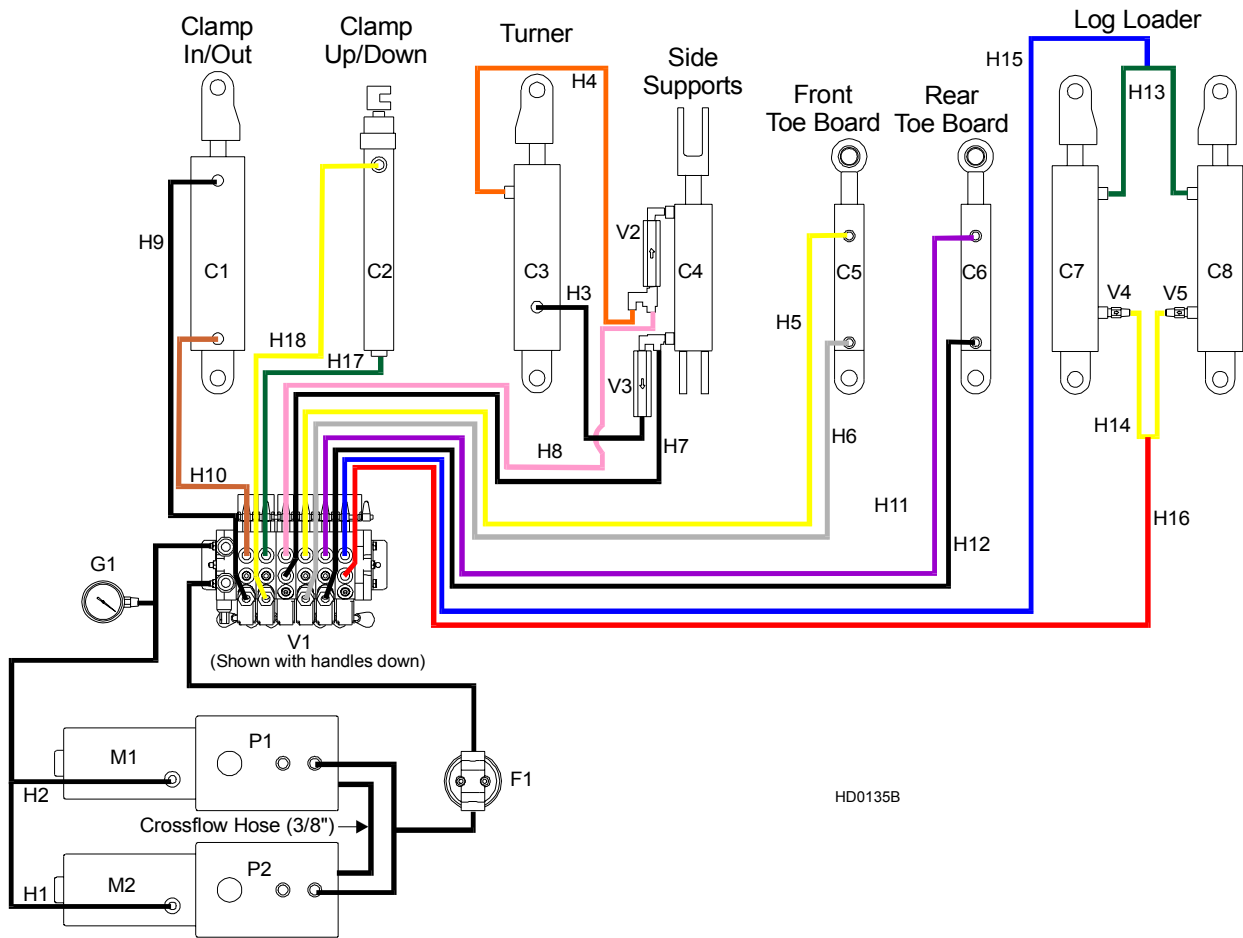 Clamp
In/Out
Clamp
Up/Down
Turner
Side
Supports
Front
Toe Board
Rear
Toe Board
Log Loader
H4
H15
H13
H9
C1
C2
C3
V2
C4
C5
C6
C7
C8
V4
V5
H3
H5
H18
H17
V3
H10
H8
H7
H6
H14
H11
H16
H12
G1
V1
(Shown with handles down)
M1
P1
F1
H2
HD0135B
Crossflow Hose (3/8")
M2
P2
H1